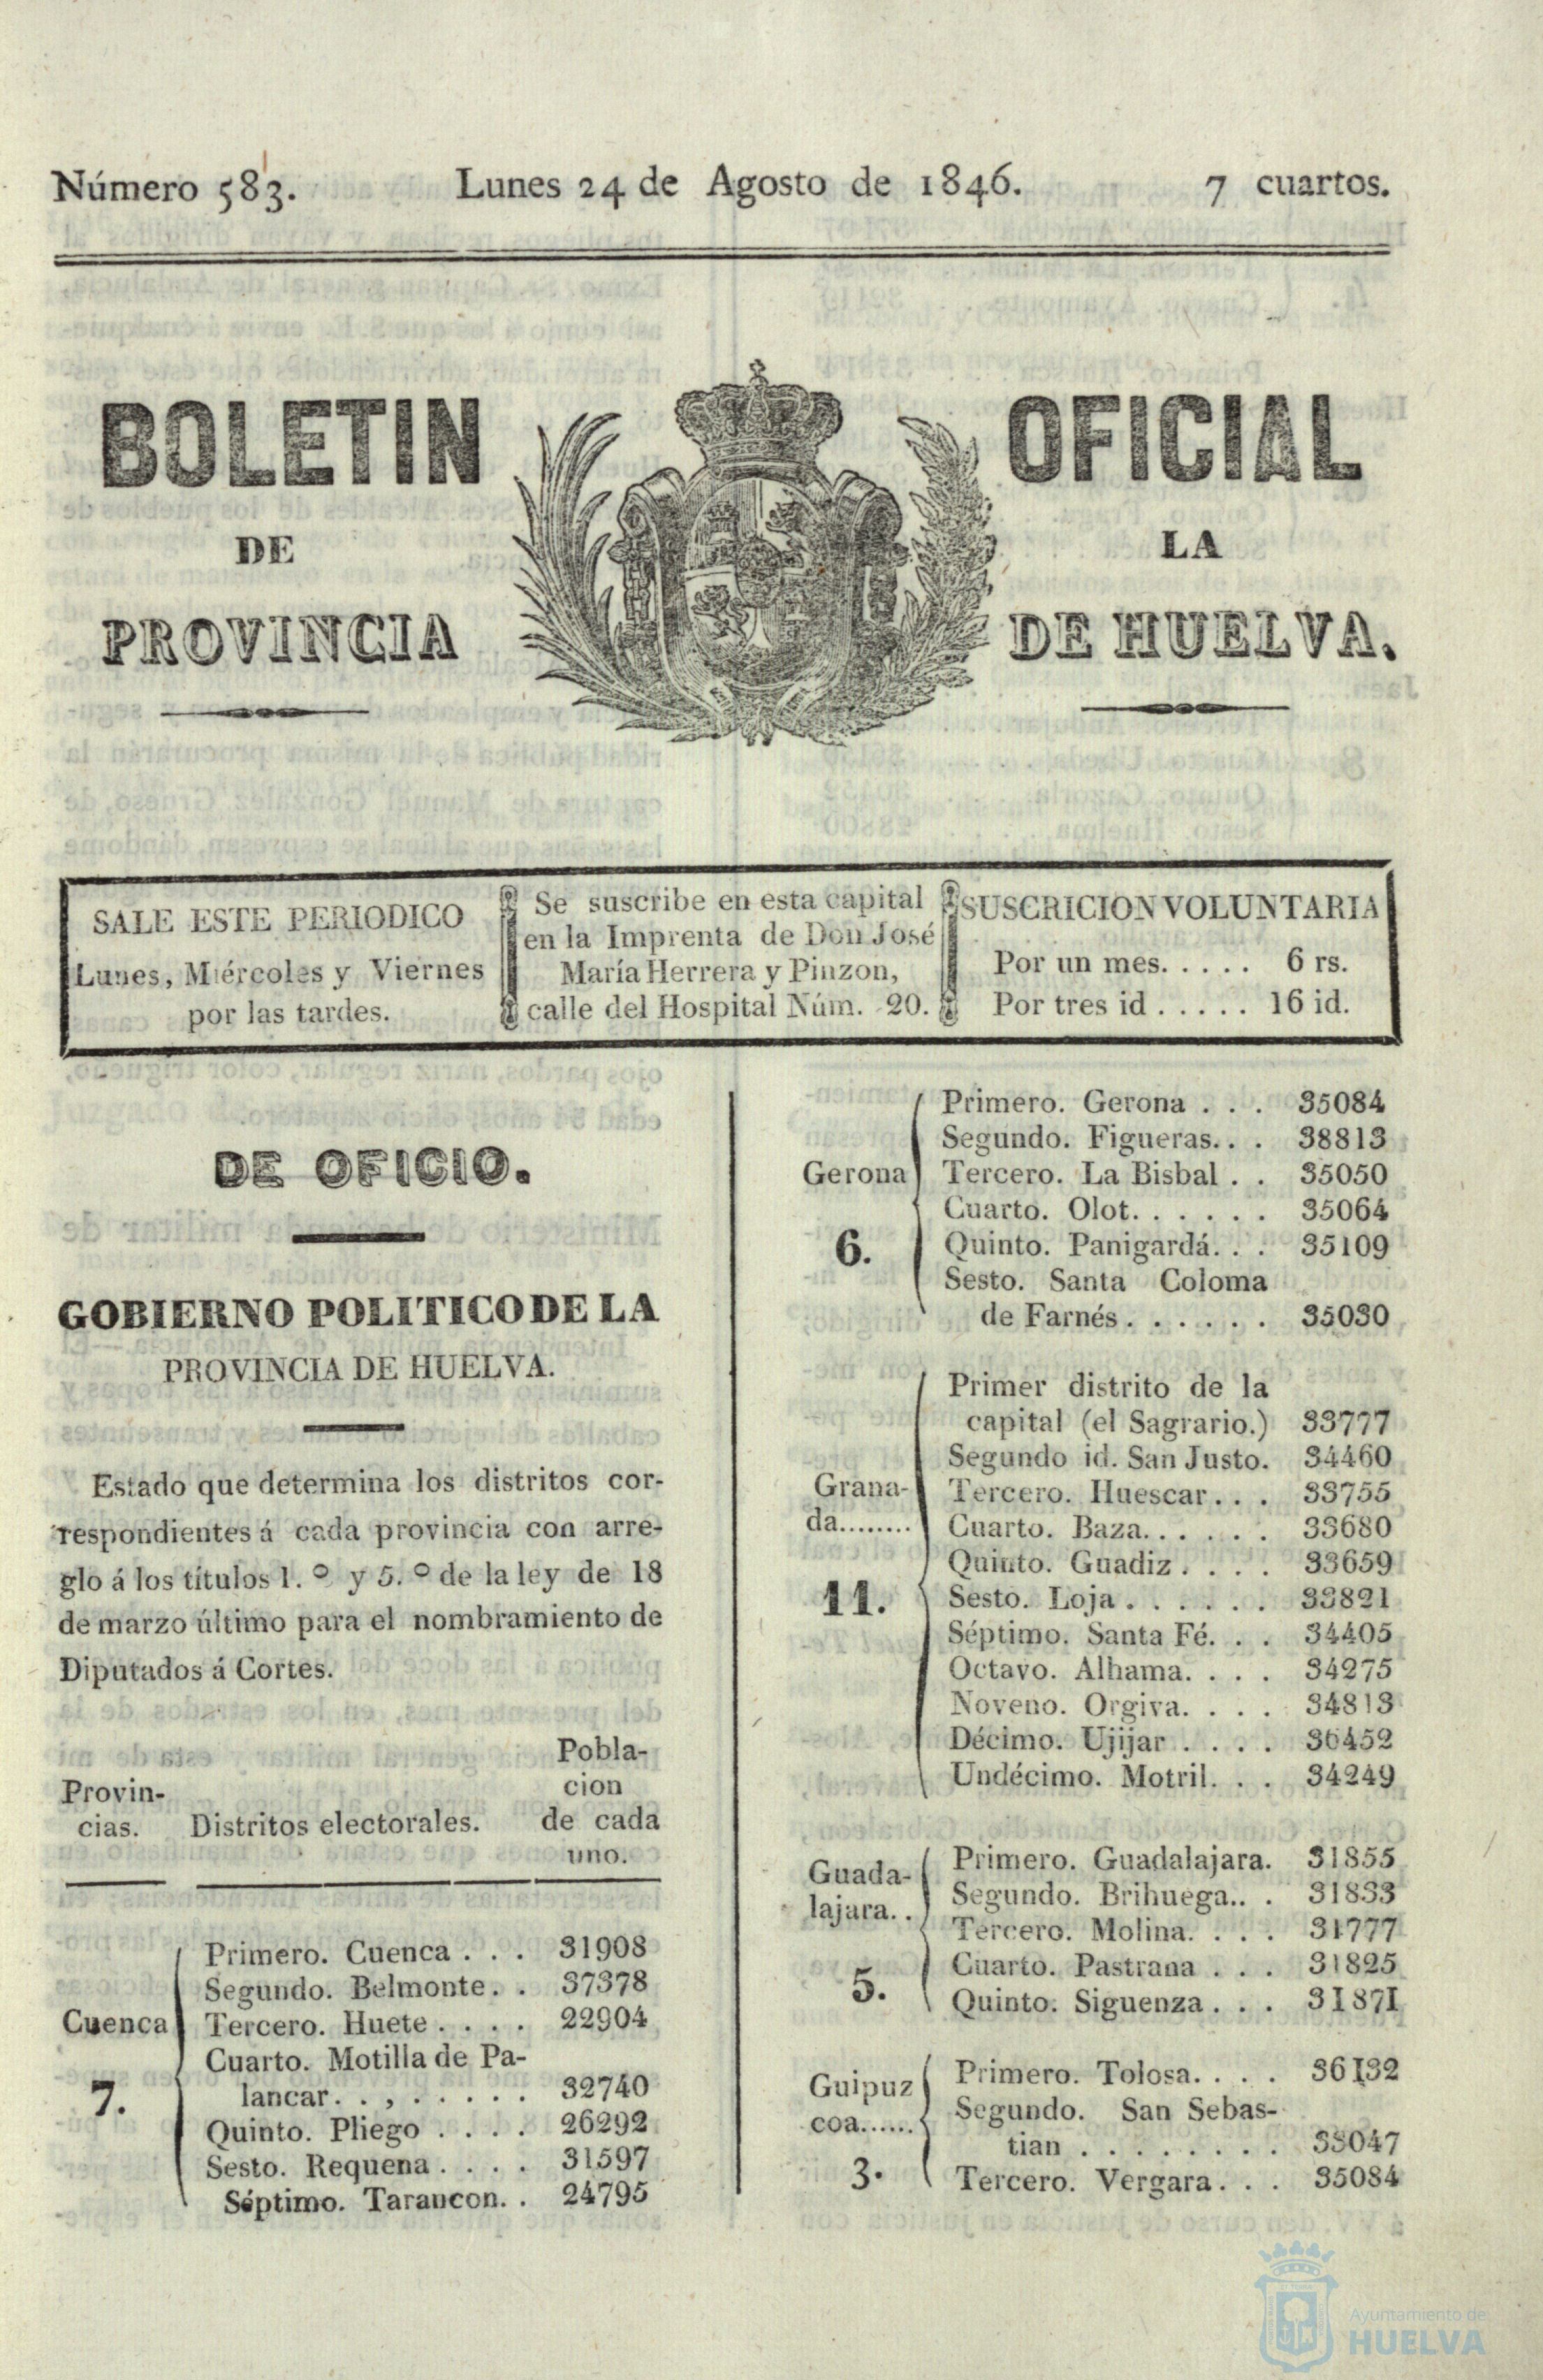 Número 583. Lunes 24 de Agosto de 1846. 7 cuartos.
BOLETIN OFICIAL
DE LA
PROVINCIA DE HUELVA.
SALE ESTE PERIODICO
Lunes, Miércoles y Viernes
por las tardes.
Se suscribe en esta capital
en la Imprenta de Don José
María Herrera y Pinzon,
calle del Hospital Núm. 20.
SUSCRICION VOLUNTARIA
Por un mes. . . . . 6 rs.
Por tres id . . . . . 16 id.
DE OFICIO.
GOBIERNO POLITICO DE LA
PROVINCIA DE HUELVA.
Estado que determina los distritos cor-
respondientes á cada provincia con arre-
glo á los títulos 1.º y 5.º de la ley de 18
de marzo último para el nombramiento de
Diputados á Cortes.
Pobla-
Provin- cion
cias. Distritos electorales. de cada
uno.
Primero. Cuenca . . . 31908
Segundo. Belmonte. . 37378
Cuenca Tercero. Huete . . . . 22904
Cuarto. Motilla de Pa-
7. lancar. . , . . . . . 32740
Quinto. Pliego . . . . 26292
Sesto. Requena . . . . 31597
Séptimo. Tarancon. . 24795
Primero. Gerona . . . 35084
Segundo. Figueras. . . 38813
Gerona Tercero. La Bisbal . . 35050
Cuarto. Olot. . . . . . 35064
6. Quinto. Panigardá. . . 35109
Sesto. Santa Coloma
de Farnés . . . . . . 35030
Primer distrito de la
capital (el Sagrario.) 33777
Segundo id. San Justo. 34460
Grana- Tercero. Huescar . . . 33755
da........ Cuarto. Baza. . . . . . 33680
Quinto. Guadiz . . . . 33659
11. Sesto. Loja . . . . . . 33821
Séptimo. Santa Fé. . . 34405
Octavo. Alhama. . . . 34275
Noveno. Orgiva. . . . 34813
Décimo. Ujijar . . . . 36452
Undécimo. Motril. . . 34249
Guada- Primero. Guadalajara. 31855
lajara. . Segundo. Brihuega.. . 31833
Tercero. Molina. . . . 31777
5. Cuarto. Pastrana . . . 31825
Quinto. Siguenza . . . 31871
Guipuz Primero. Tolosa. . . . 36132
coa...... Segundo. San Sebas-
tian . . . . . . . . 35047
3. Tercero. Vergara . . . 35084
Ayuntamiento de
HUELVA